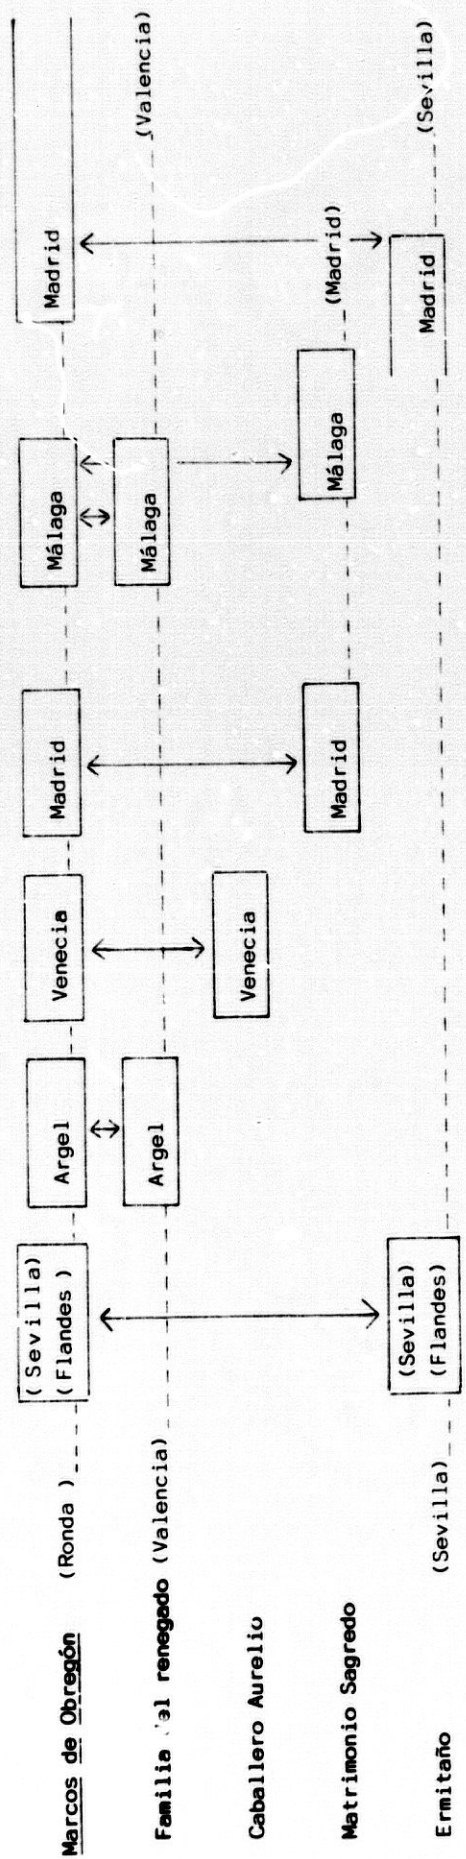 Marcos de Obregón (Ronda ) (Sevilla) (Flandes ) Argel Venecia Madrid Málaga Madrid
Familia del renegado (Valencia) Argel Málaga (Valencia)
Caballero Aurelio Venecia
Matrimonio Sagredo Madrid Málaga (Madrid)
Ermitaño (Sevilla) (Sevilla) (Flandes) Madrid (Sevilla)